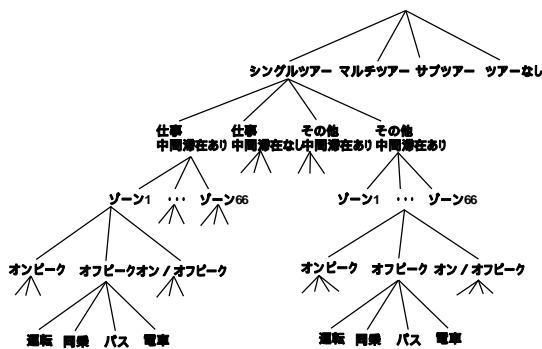 シングルツアー マルチツアー サブツアー ツアーなし
仕事 仕事 その他 その他
中間滞在あり 中間滞在なし 中間滞在あり 中間滞在あり
ゾーン1 ・・・ ゾーン66 ゾーン1 ・・・ ゾーン66
オンピーク オフピーク オン / オフピーク オンピーク オフピーク オン / オフピーク
運転 同乗 バス 電車 運転 同乗 バス 電車